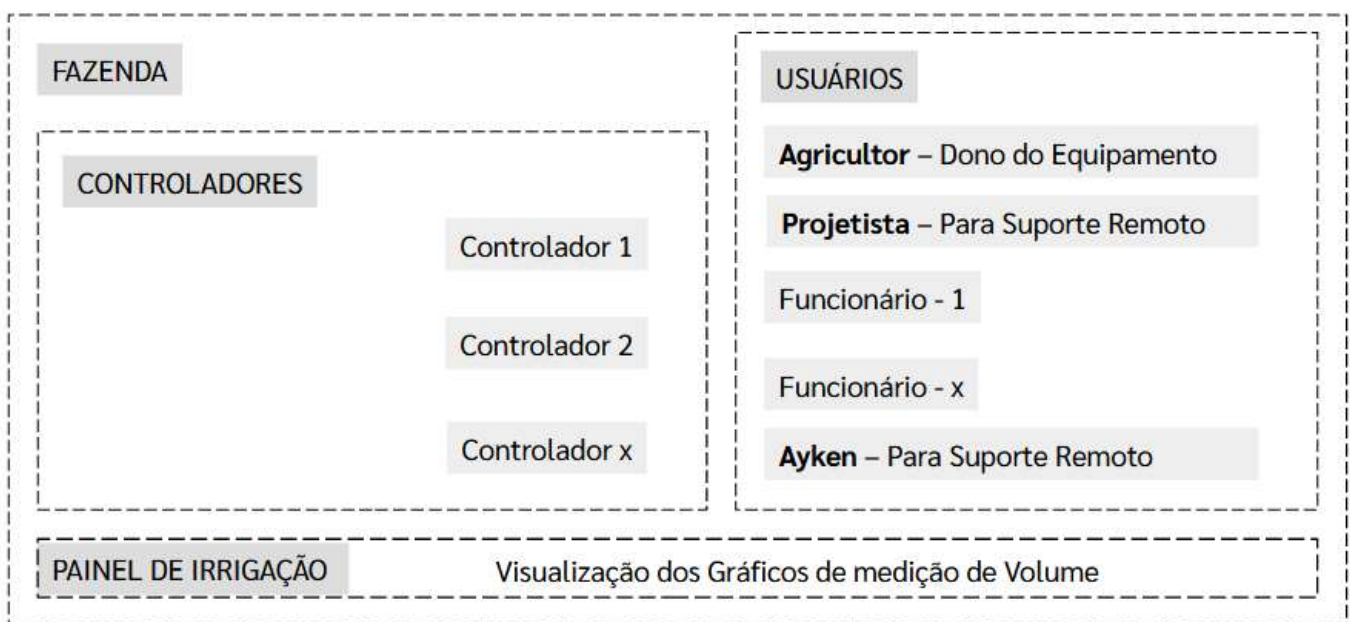 FAZENDA
CONTROLADORES
Controlador 1
Controlador 2
Controlador x
USUÁRIOS
Agricultor – Dono do Equipamento
Projetista – Para Suporte Remoto
Funcionário - 1
Funcionário - x
Ayken – Para Suporte Remoto
PAINEL DE IRRIGAÇÃO
Visualização dos Gráficos de medição de Volume